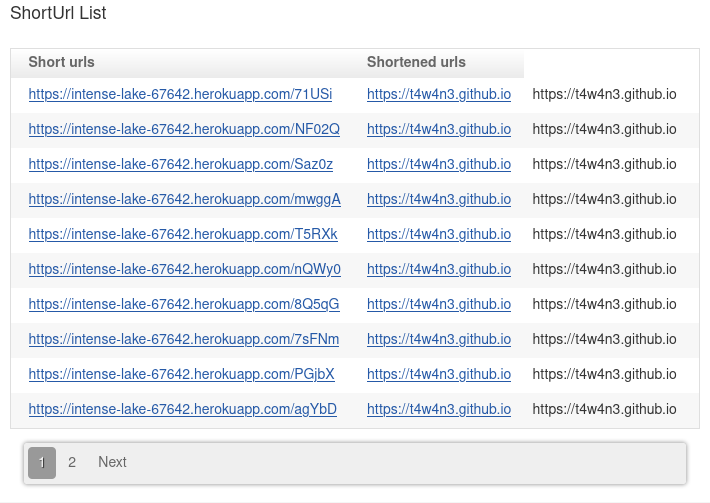 ShortUrl List
Short urls Shortened urls
https://intense-lake-67642.herokuapp.com/71USi https://t4w4n3.github.io https://t4w4n3.github.io
https://intense-lake-67642.herokuapp.com/NF02Q https://t4w4n3.github.io https://t4w4n3.github.io
https://intense-lake-67642.herokuapp.com/Saz0z https://t4w4n3.github.io https://t4w4n3.github.io
https://intense-lake-67642.herokuapp.com/mwggA https://t4w4n3.github.io https://t4w4n3.github.io
https://intense-lake-67642.herokuapp.com/T5RXk https://t4w4n3.github.io https://t4w4n3.github.io
https://intense-lake-67642.herokuapp.com/nQWy0 https://t4w4n3.github.io https://t4w4n3.github.io
https://intense-lake-67642.herokuapp.com/8Q5qG https://t4w4n3.github.io https://t4w4n3.github.io
https://intense-lake-67642.herokuapp.com/7sFNm https://t4w4n3.github.io https://t4w4n3.github.io
https://intense-lake-67642.herokuapp.com/PGjbX https://t4w4n3.github.io https://t4w4n3.github.io
https://intense-lake-67642.herokuapp.com/agYbD https://t4w4n3.github.io https://t4w4n3.github.io
1 2 Next